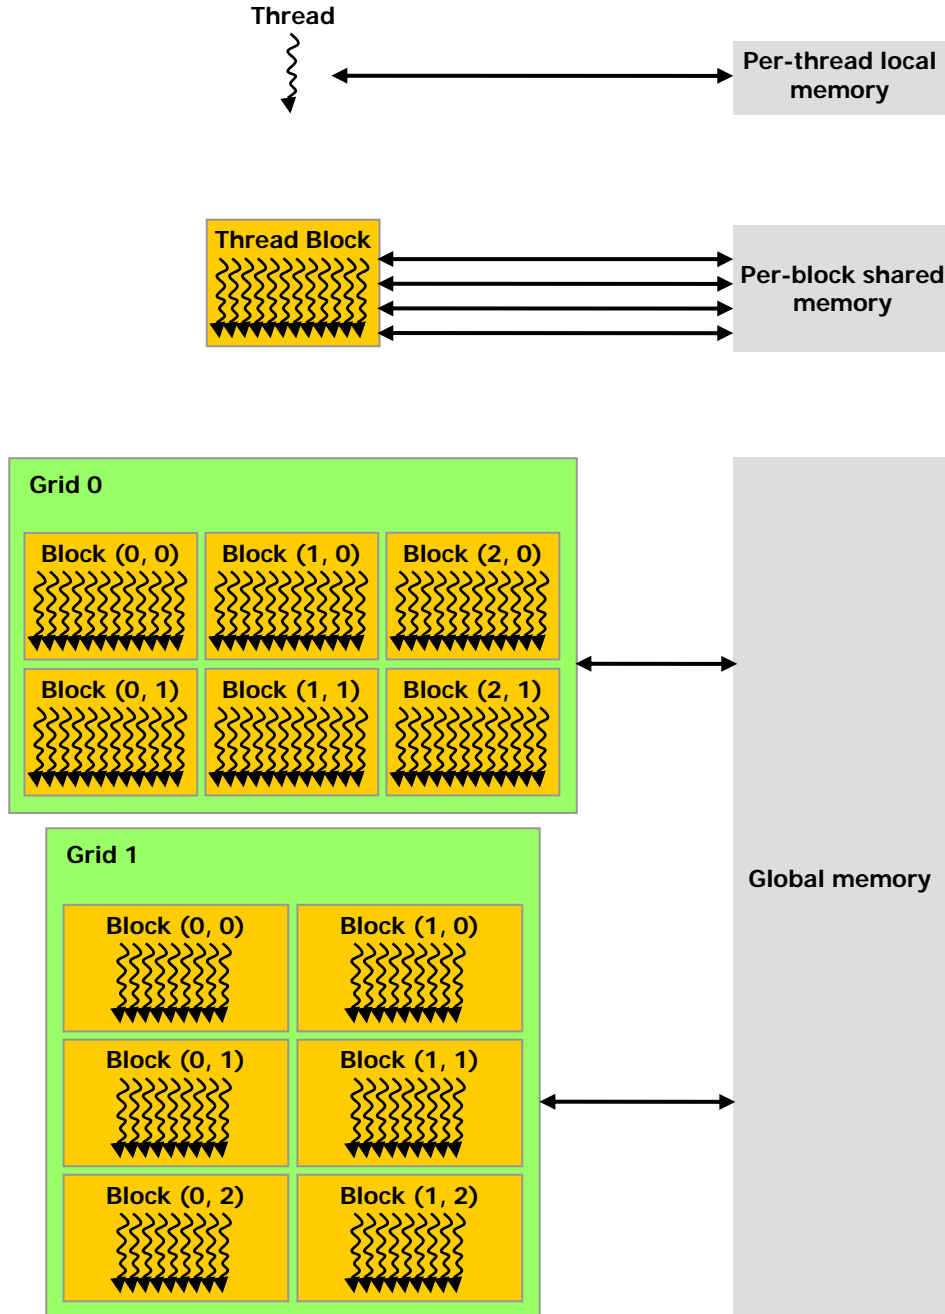 Thread
Per-thread local
memory
Thread Block
Per-block shared
memory
Grid 0
Block (0, 0)
Block (1, 0)
Block (2, 0)
Block (0, 1)
Block (1, 1)
Block (2, 1)
Grid 1
Global memory
Block (0, 0)
Block (1, 0)
Block (0, 1)
Block (1, 1)
Block (0, 2)
Block (1, 2)